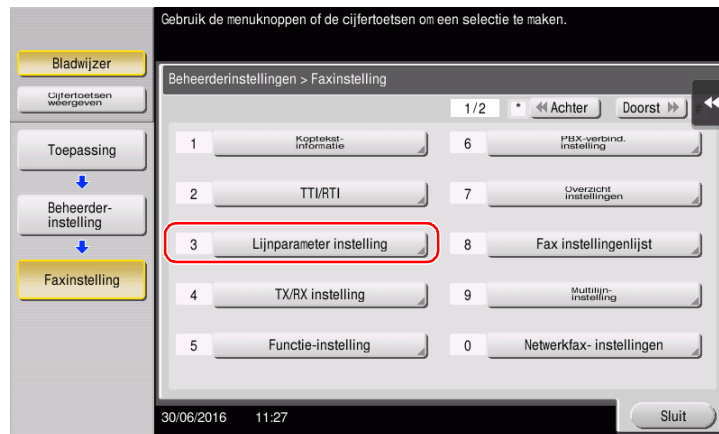 Gebruik de menuknoppen of de cijfertoetsen om een selectie te maken.
Bladwijzer
Cijfertoetsen
weergeven
Toepassing
Beheerder-
instelling
Faxinstelling
Beheerderinstellingen > Faxinstelling
1/2 * Achter Doorst
1 Koptekst-
informatie
6 PBX-verbind.
instelling
2 TTI/RTI
7 Overzicht
instellingen
3 Lijnparameter instelling
8 Fax instellingenlijst
4 TX/RX instelling
9 Multilijn-
instelling
5 Functie-instelling
0 Netwerkfax- instellingen
30/06/2016 11:27
Sluit